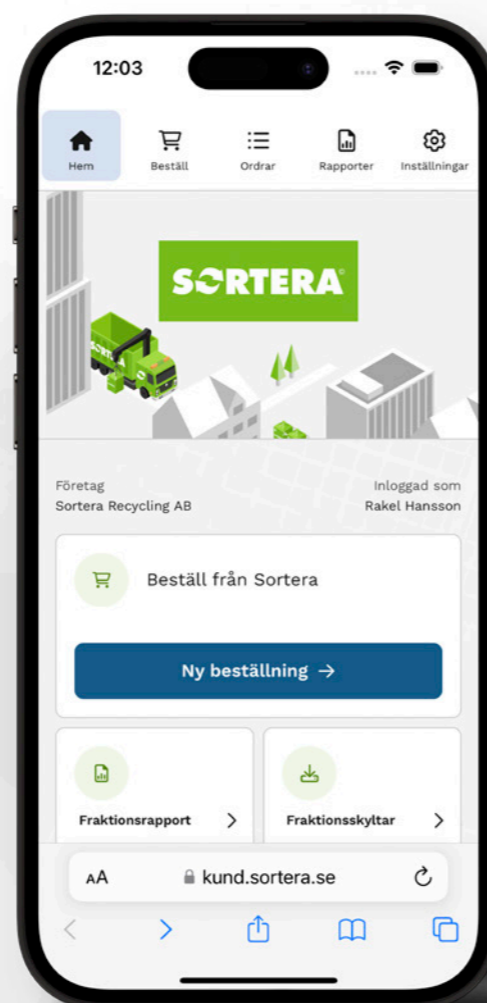 12:03
Hem Beställ Ordrar Rapporter Inställningar
SORTERA
SORTERA
Företag Inloggad som
Sortera Recycling AB Rakel Hansson
Beställ från Sortera
Ny beställning →
Fraktionsrapport Fraktionsskyltar
AA kund.sortera.se